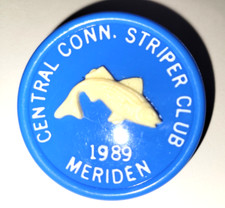 CENTRAL CONN. STRIPER CLUB
1989
MERIDEN